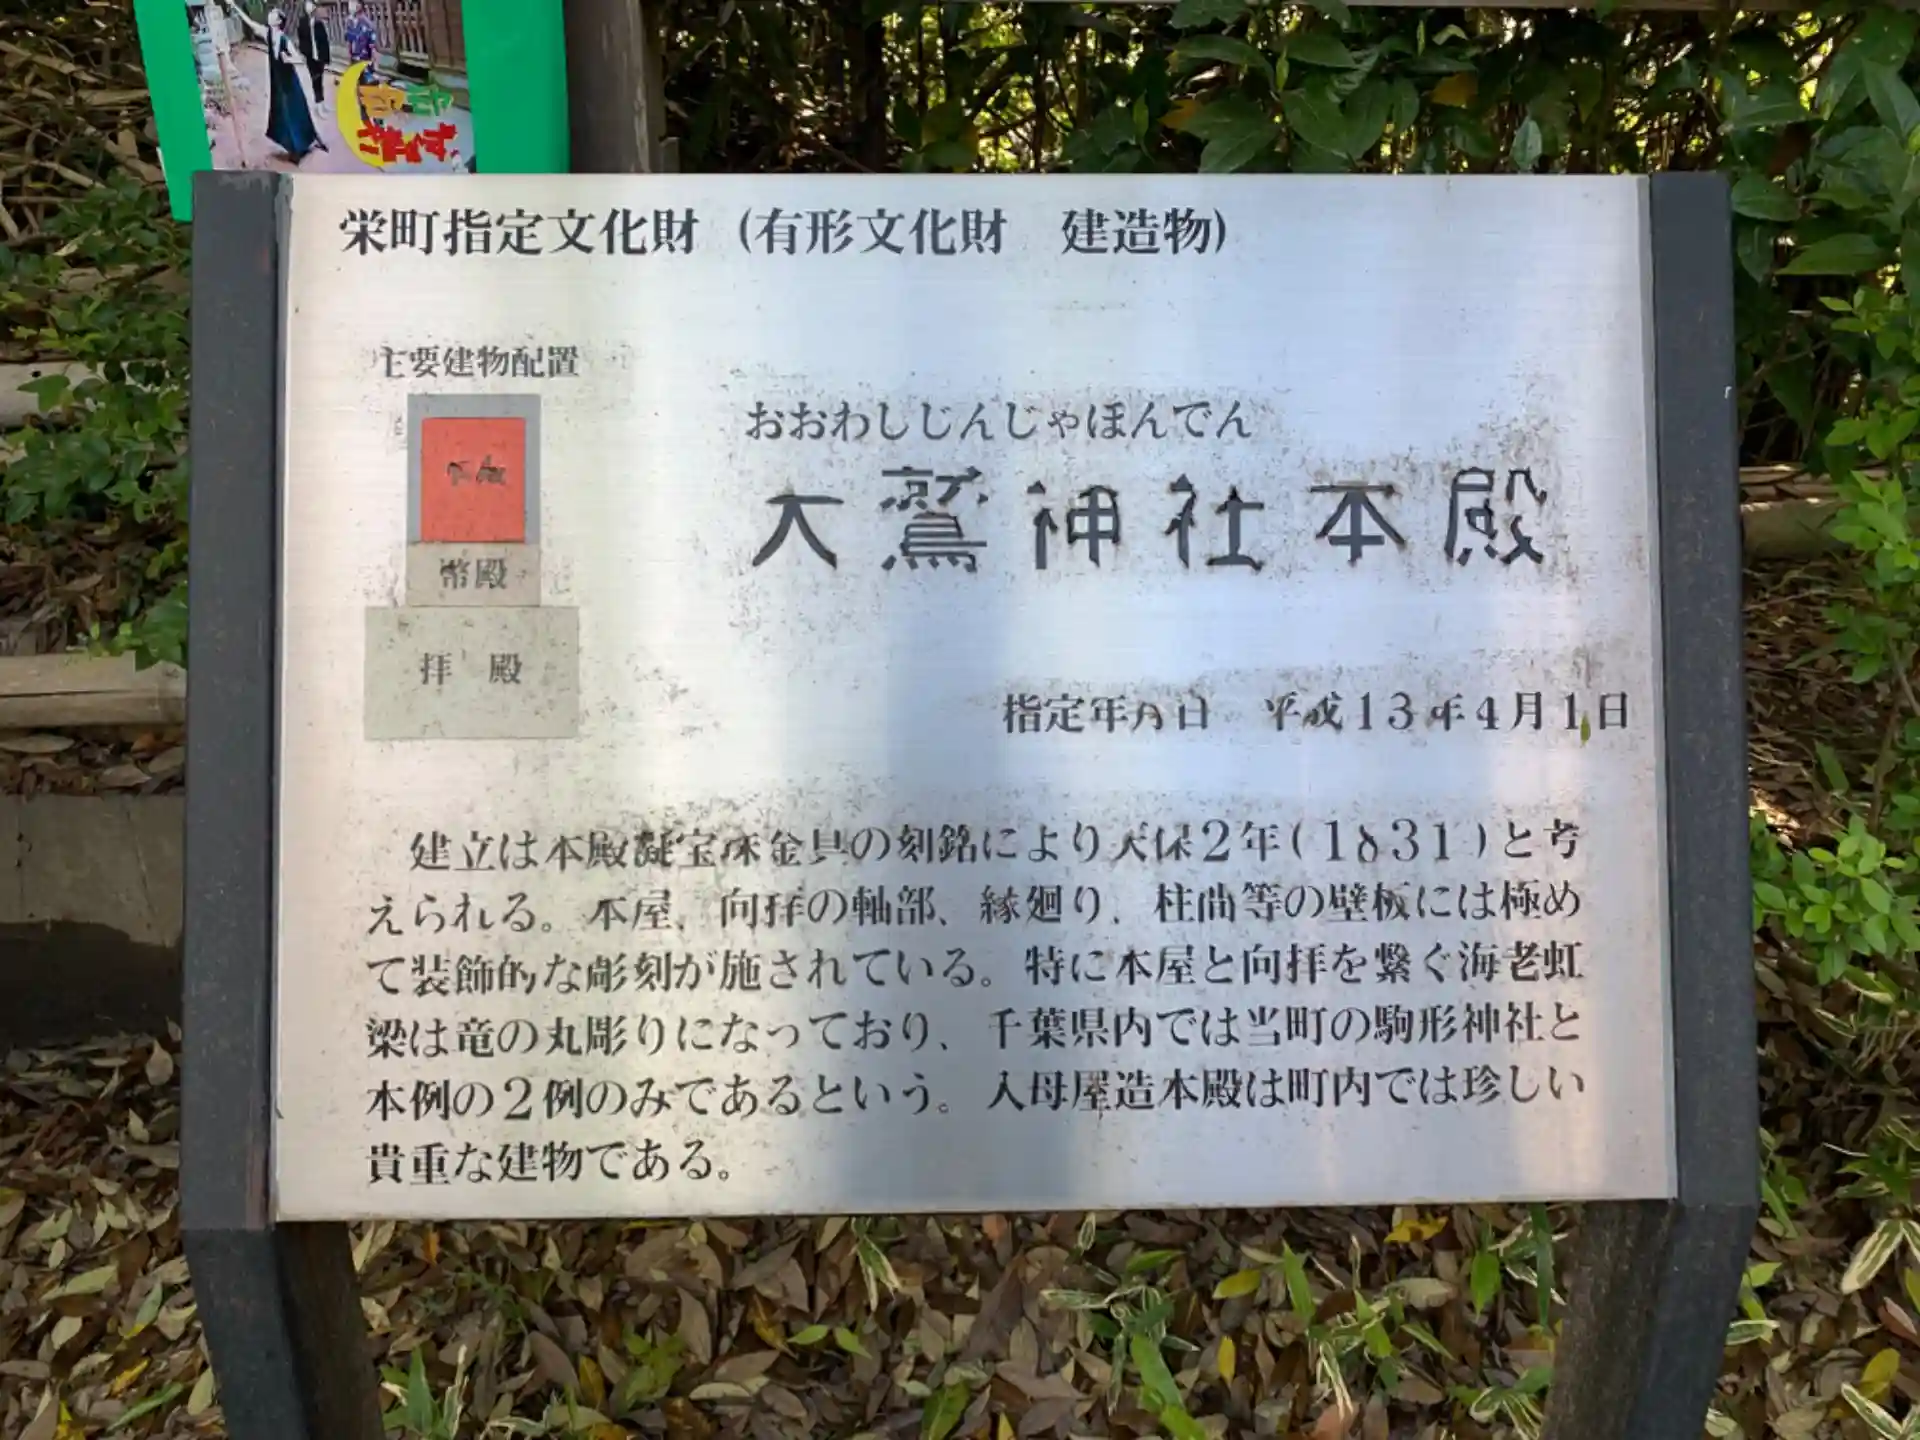 栄町指定文化財 (有形文化財　建造物)
主要建物配置
幣殿
拝　殿
おおわしじんじゃほんでん
大鷲神社本殿
指定年月日　平成13年4月1日
建立は本殿擬宝珠金具の刻銘により天保2年(1831)と考
えられる。本屋、向拝の軸部、縁廻り、柱間等の壁板には極め
て装飾的な彫刻が施されている。特に本屋と向拝を繋ぐ海老虹
梁は竜の丸彫りになっており、千葉県内では当町の駒形神社と
本例の2例のみであるという。入母屋造本殿は町内では珍しい
貴重な建物である。